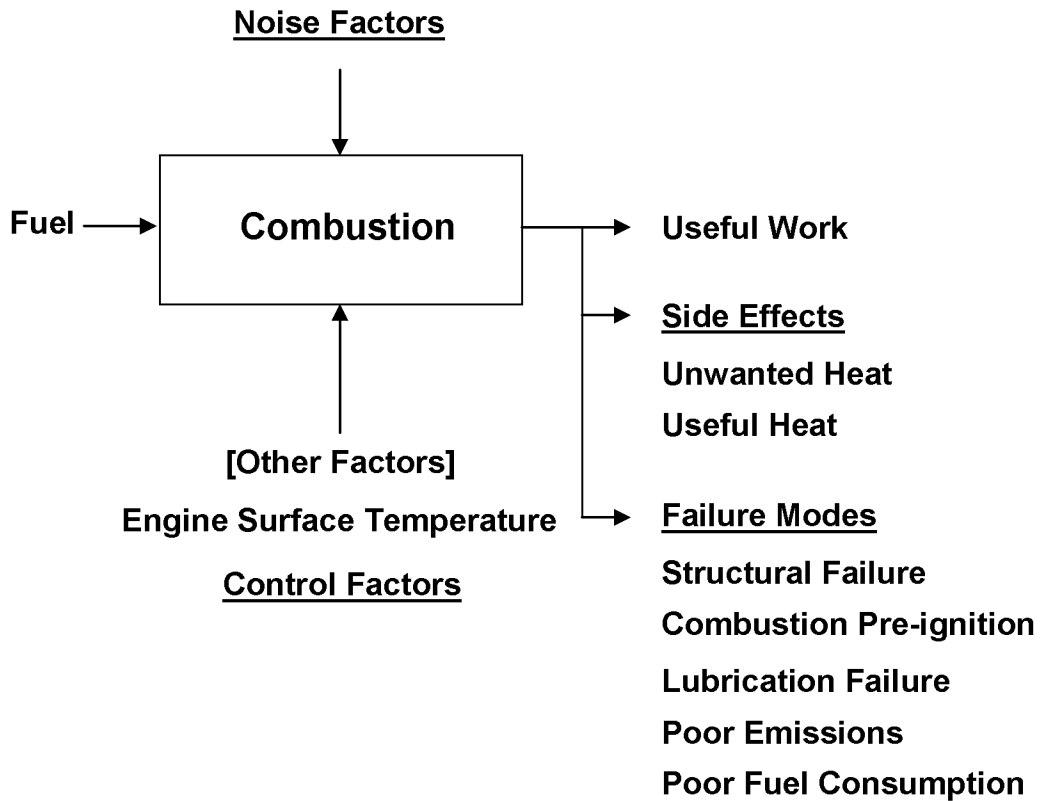 Noise Factors
Fuel
Combustion
Useful Work
Side Effects
Unwanted Heat
Useful Heat
[Other Factors]
Engine Surface Temperature
Control Factors
Failure Modes
Structural Failure
Combustion Pre-ignition
Lubrication Failure
Poor Emissions
Poor Fuel Consumption